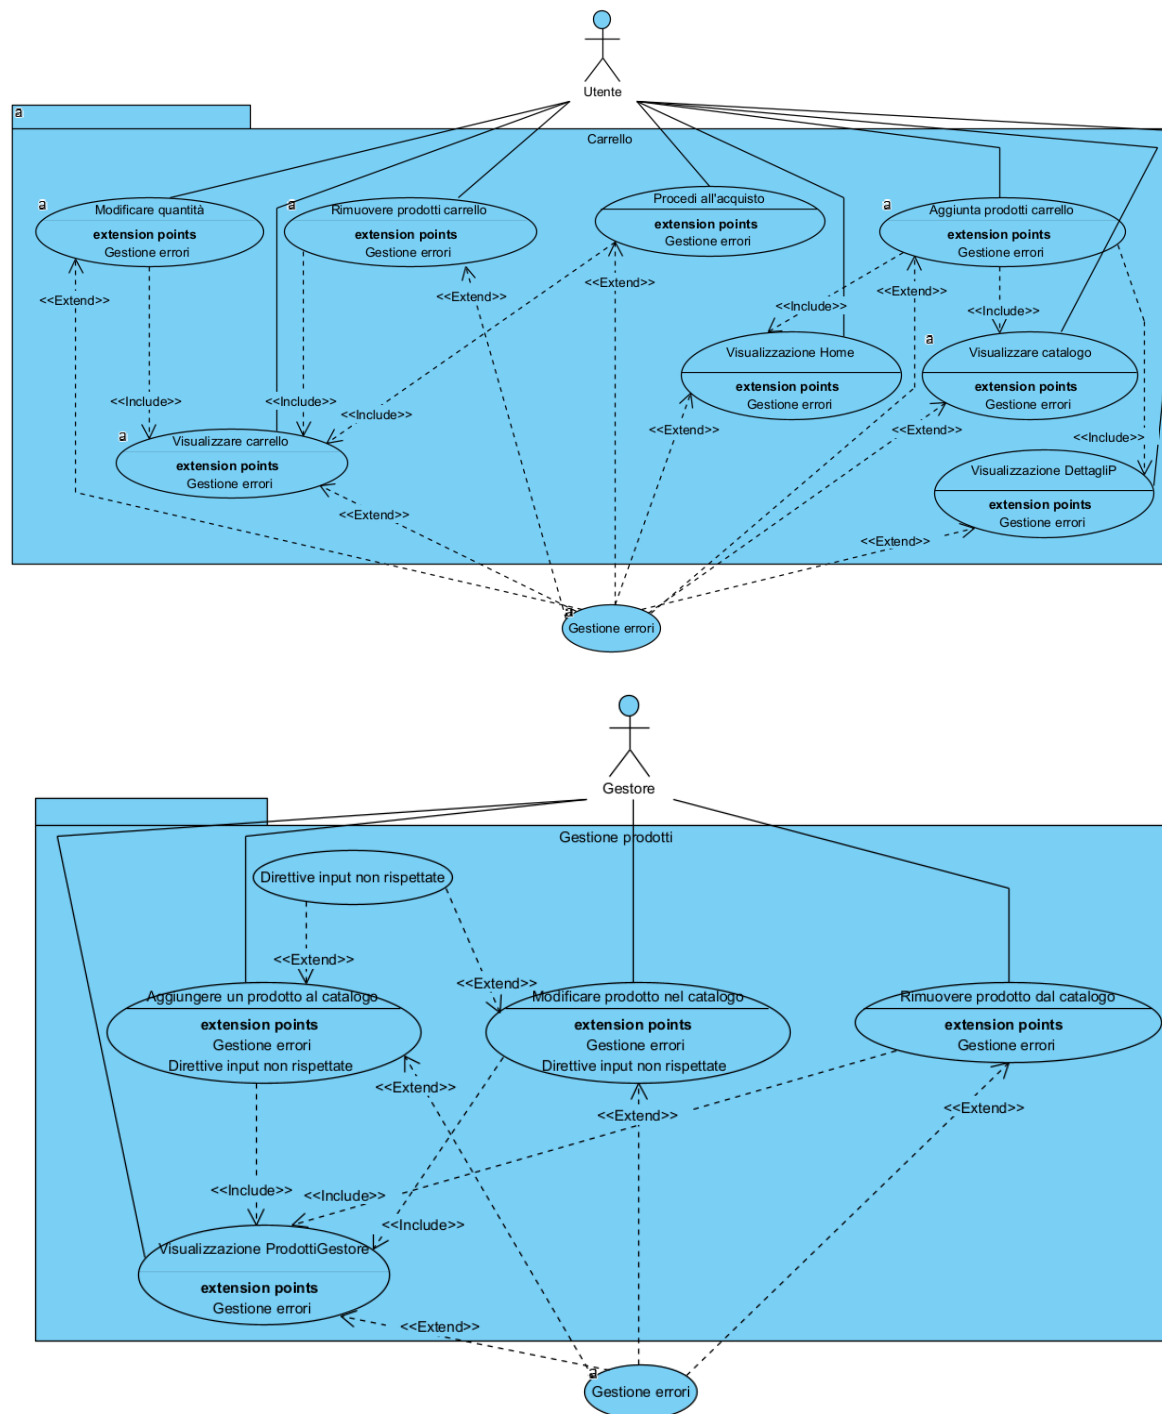 Utente
a
Carrello
a
Modificare quantità
extension points
Gestione errori
a
Rimuovere prodotti carrello
extension points
Gestione errori
Procedi all'acquisto
extension points
Gestione errori
a
Aggiunta prodotti carrello
extension points
Gestione errori
<<Extend>>
<<Extend>>
<<Extend>>
<<Extend>>
<<Include>>
<<Include>>
Visualizzazione Home
extension points
Gestione errori
a
Visualizzare catalogo
extension points
Gestione errori
<<Include>>
<<Include>>
<<Include>>
<<Extend>>
<<Extend>>
<<Include>>
a
Visualizzare carrello
extension points
Gestione errori
Visualizzazione DettagliP
extension points
Gestione errori
<<Extend>>
<<Extend>>
a
Gestione errori
Gestore
Gestione prodotti
Direttive input non rispettate
<<Extend>>
<<Extend>>
Aggiungere un prodotto al catalogo
extension points
Gestione errori
Direttive input non rispettate
Modificare prodotto nel catalogo
extension points
Gestione errori
Direttive input non rispettate
Rimuovere prodotto dal catalogo
extension points
Gestione errori
<<Extend>>
<<Extend>>
<<Extend>>
<<Include>>
<<Include>>
<<Include>>
Visualizzazione ProdottiGestore
extension points
Gestione errori
<<Extend>>
a
Gestione errori